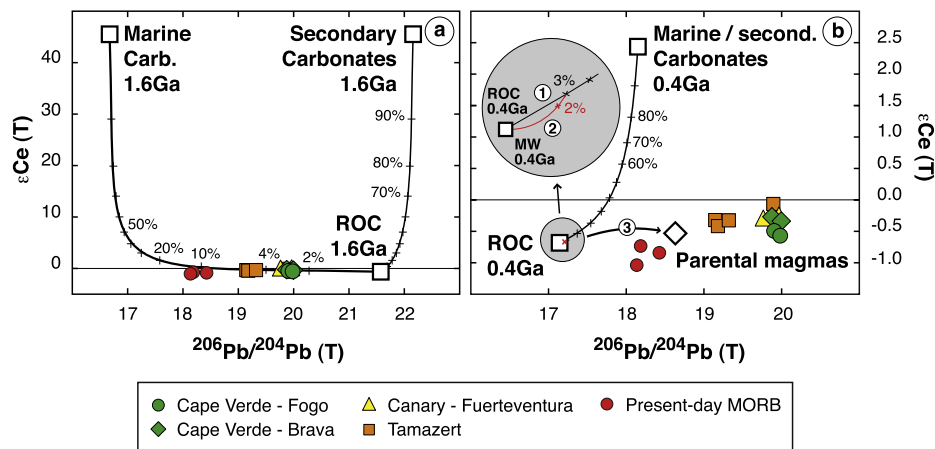 a
Marine
Carb.
1.6Ga
Secondary
Carbonates
1.6Ga
90%
80%
70%
50%
20%
10%
4%
2%
ROC
1.6Ga
40
30
20
10
0
εCe (T)
17
18
19
20
21
22
206Pb/204Pb (T)
b
Marine / second.
Carbonates
0.4Ga
3%
1
ROC
0.4Ga
2%
2
MW
0.4Ga
80%
70%
60%
3
ROC
0.4Ga
Parental magmas
2.5
2.0
1.5
1.0
0.5
0.0
-0.5
-1.0
εCe (T)
17
18
19
20
206Pb/204Pb (T)
Cape Verde - Fogo
Canary - Fuerteventura
Present-day MORB
Cape Verde - Brava
Tamazert